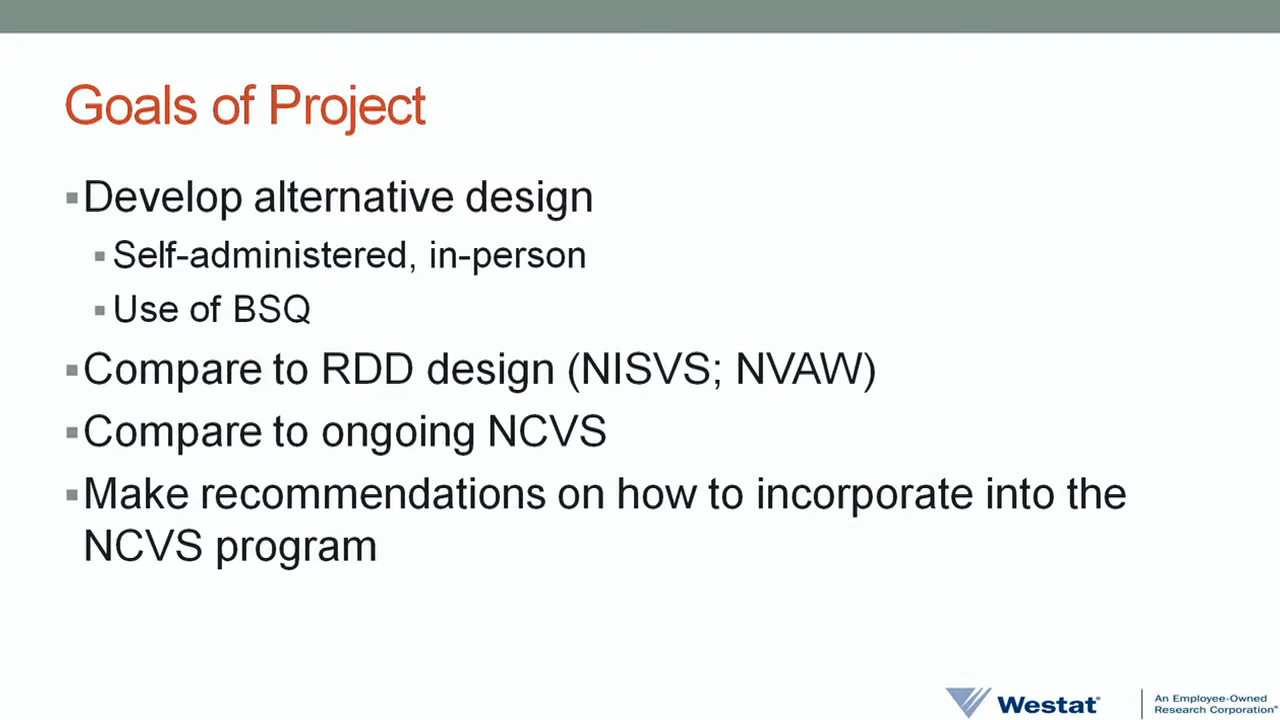 Goals of Project
Develop alternative design
Self-administered, in-person
Use of BSQ
Compare to RDD design (NISVS; NVAW)
Compare to ongoing NCVS
Make recommendations on how to incorporate into the
NCVS program
Westat®
An Employee-Owned
Research Corporation®